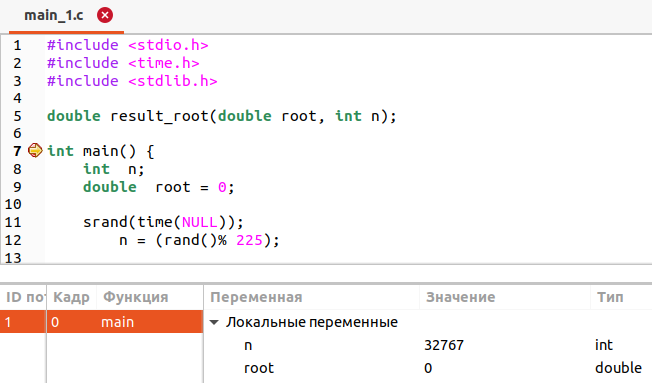 main_1.c
1 #include <stdio.h>
2 #include <time.h>
3 #include <stdlib.h>
4
5 double result_root(double root, int n);
6
7 int main() {
8     int  n;
9     double  root = 0;
10
11     srand(time(NULL));
12         n = (rand()% 225);
13
ID по Кадр Функция Переменная Значение Тип
1 0 main Локальные переменные
n 32767 int
root 0 double